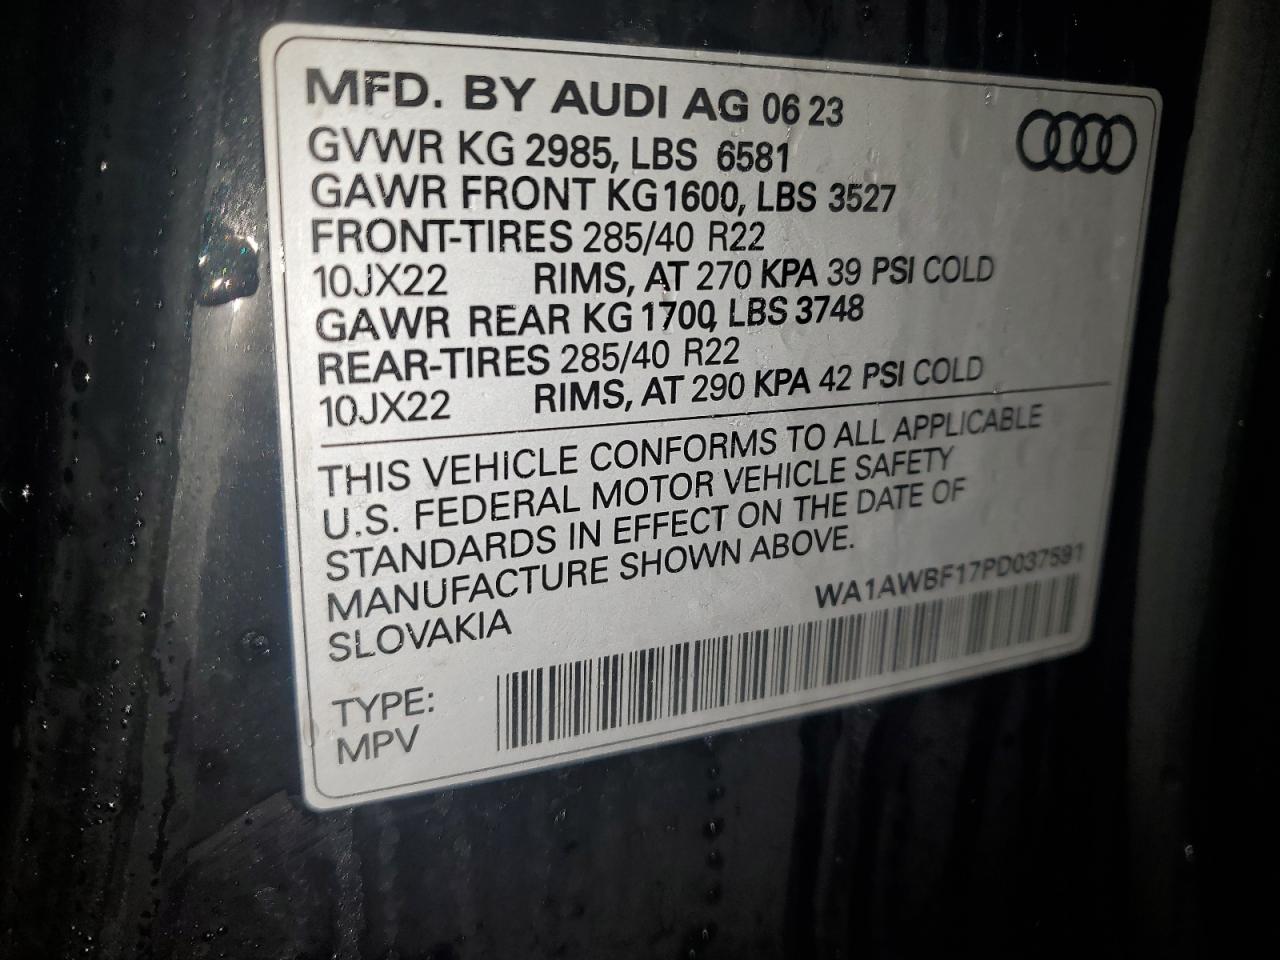 MFD. BY AUDI AG 06 23
GVWR KG 2985, LBS 6581
GAWR FRONT KG 1600, LBS 3527
FRONT-TIRES 285/40 R22
10JX22 RIMS, AT 270 KPA 39 PSI COLD
GAWR REAR KG 1700, LBS 3748
REAR-TIRES 285/40 R22
10JX22 RIMS, AT 290 KPA 42 PSI COLD
THIS VEHICLE CONFORMS TO ALL APPLICABLE
U.S. FEDERAL MOTOR VEHICLE SAFETY
STANDARDS IN EFFECT ON THE DATE OF
MANUFACTURE SHOWN ABOVE.
SLOVAKIA
WA1AWBF17PD037591
TYPE:
MPV